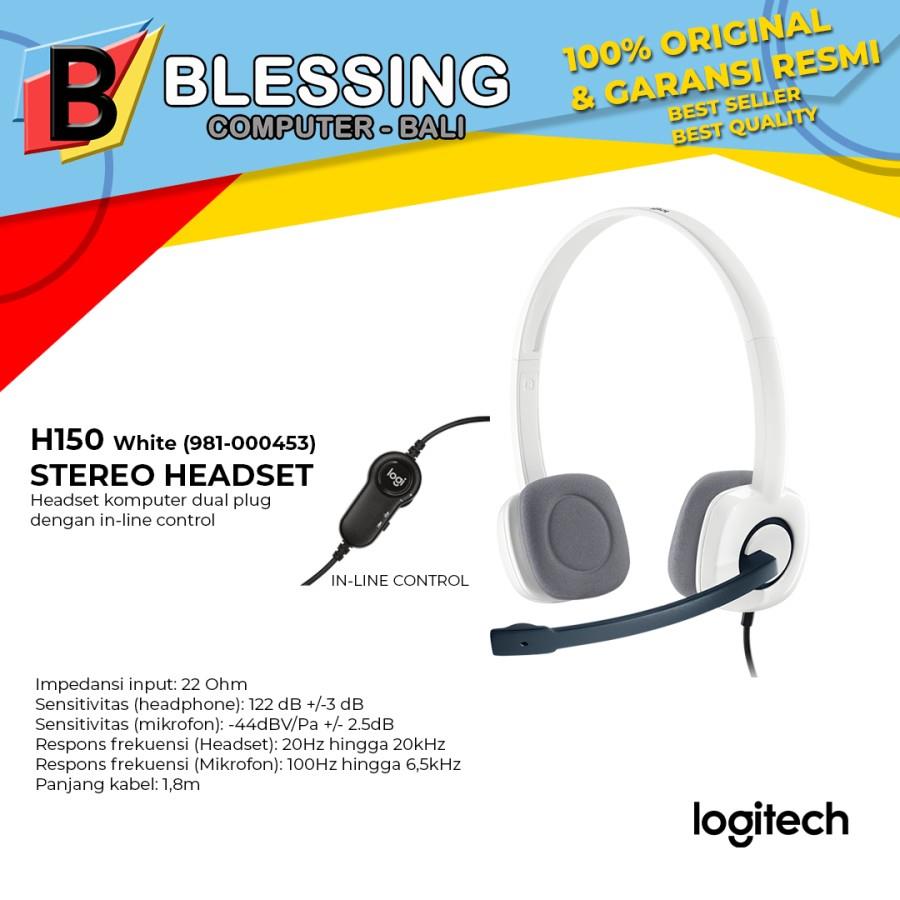 B BLESSING
COMPUTER - BALI
100% ORIGINAL
& GARANSI RESMI
BEST SELLER
BEST QUALITY
H150 White (981-000453)
STEREO HEADSET
Headset komputer dual plug
dengan in-line control
logi
IN-LINE CONTROL
Impedansi input: 22 Ohm
Sensitivitas (headphone): 122 dB +/-3 dB
Sensitivitas (mikrofon): -44dBV/Pa +/- 2.5dB
Respons frekuensi (Headset): 20Hz hingga 20kHz
Respons frekuensi (Mikrofon): 100Hz hingga 6,5kHz
Panjang kabel: 1,8m
logitech